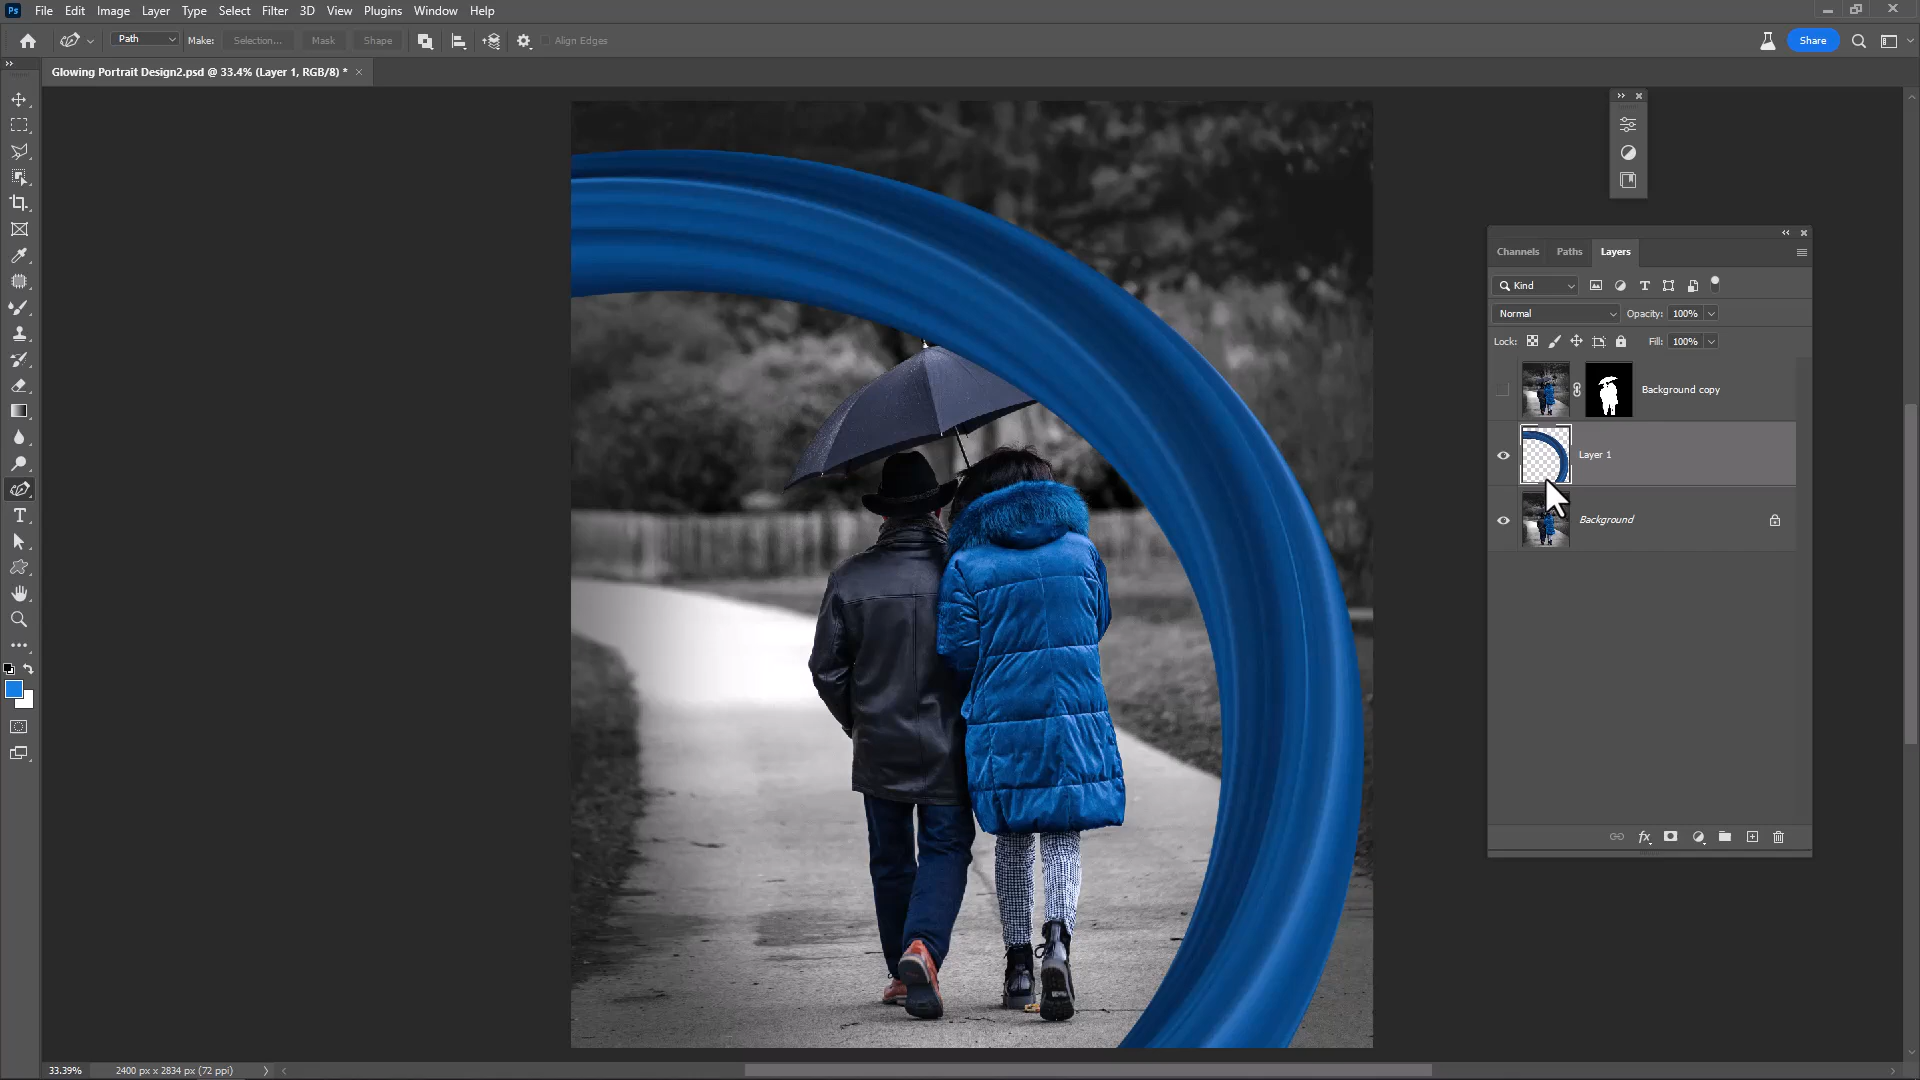 Ps File Edit Image Layer Type Select Filter 3D View Plugins Window Help
Path Make: Selection... Mask Shape Align Edges Share
Glowing Portrait Design2.psd @ 33.4% (Layer 1, RGB/8) *
Channels Paths Layers
Kind
Normal Opacity: 100%
Lock: Fill: 100%
Background copy
Layer 1
Background
33.39% 2400 px x 2834 px (72 ppi)